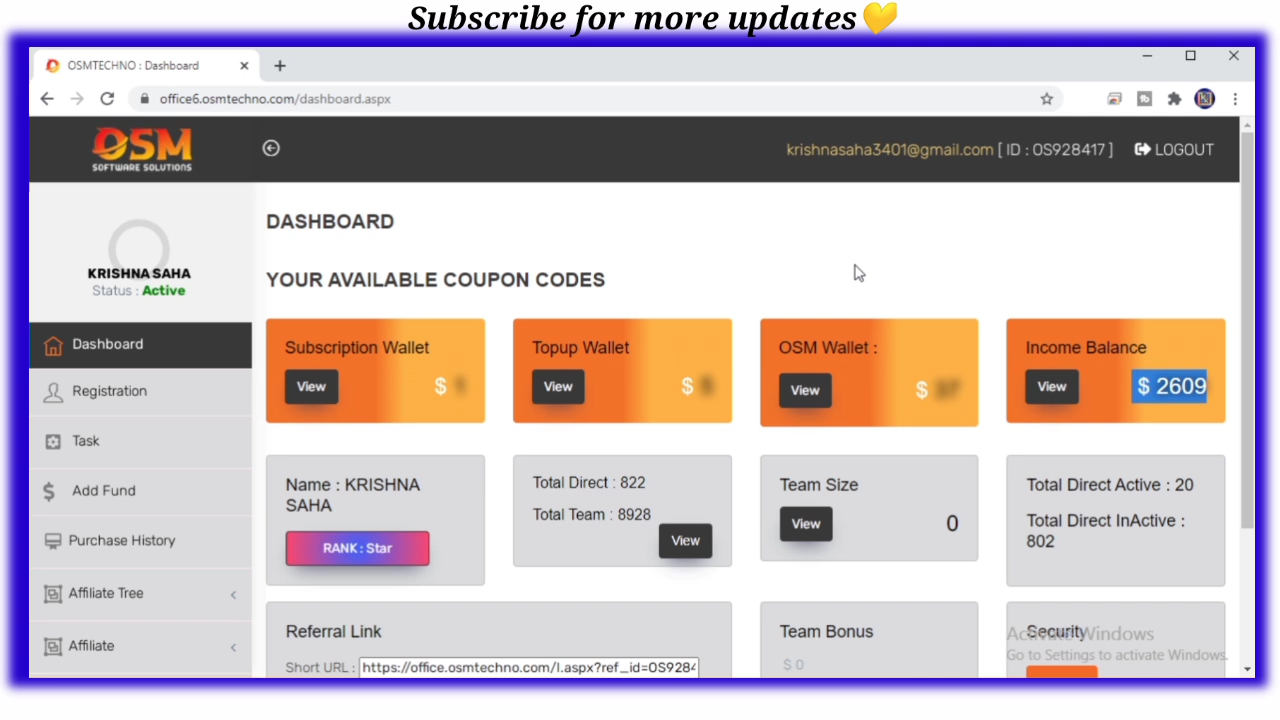 Subscribe for more updates💛
OSMTECHNO : Dashboard
office6.osmtechno.com/dashboard.aspx
OSM
SOFTWARE SOLUTIONS
krishnasaha3401@gmail.com [ ID : OS928417 ] LOGOUT
KRISHNA SAHA
Status : Active
Dashboard
Registration
Task
Add Fund
Purchase History
Affiliate Tree
Affiliate
DASHBOARD
YOUR AVAILABLE COUPON CODES
Subscription Wallet
View $
Topup Wallet
View $
OSM Wallet :
View $
Income Balance
View $ 2609
Name : KRISHNA
SAHA
RANK : Star
Total Direct : 822
Total Team : 8928
View
Team Size
View 0
Total Direct Active : 20
Total Direct InActive :
802
Referral Link
Short URL : https://office.osmtechno.com/l.aspx?ref_id=OS9284
Team Bonus
$ 0
Security
Activate Windows
Go to Settings to activate Windows.